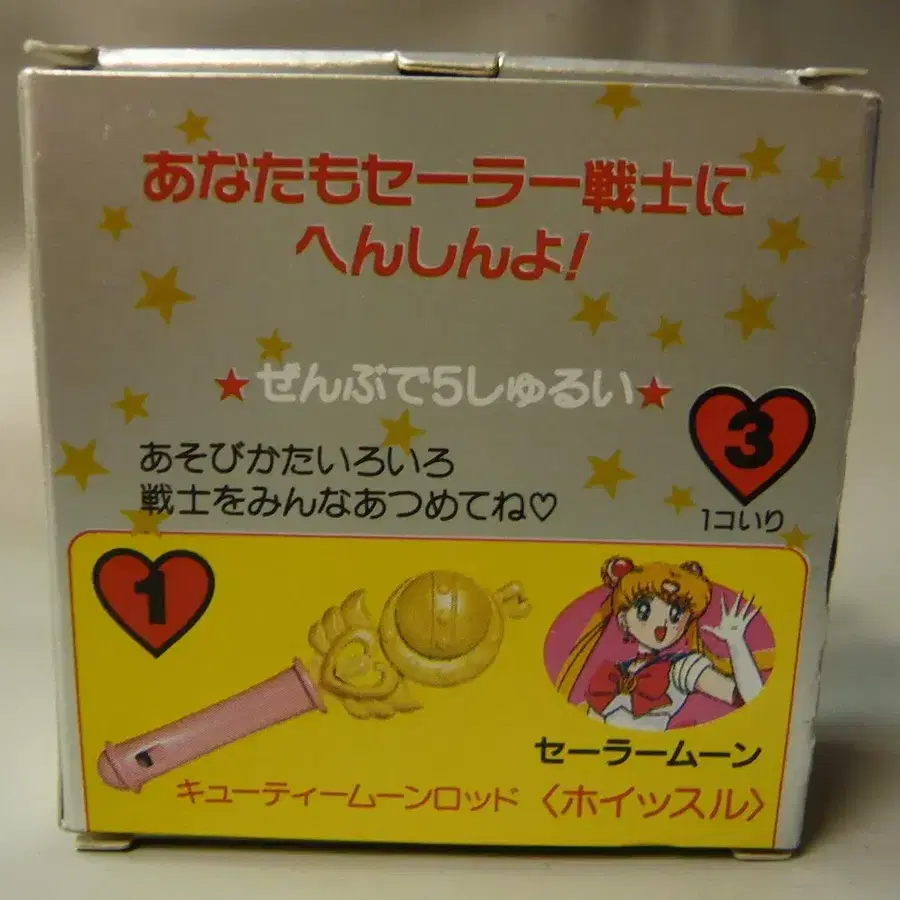 あなたもセーラー戦士に
へんしんよ!
★ぜんぶで5しゅるい★
あそびかたいろいろ
戦士をみんなあつめてね♡
3
1コいり
1
セーラームーン
キューティームーンロッド〈ホイッスル〉